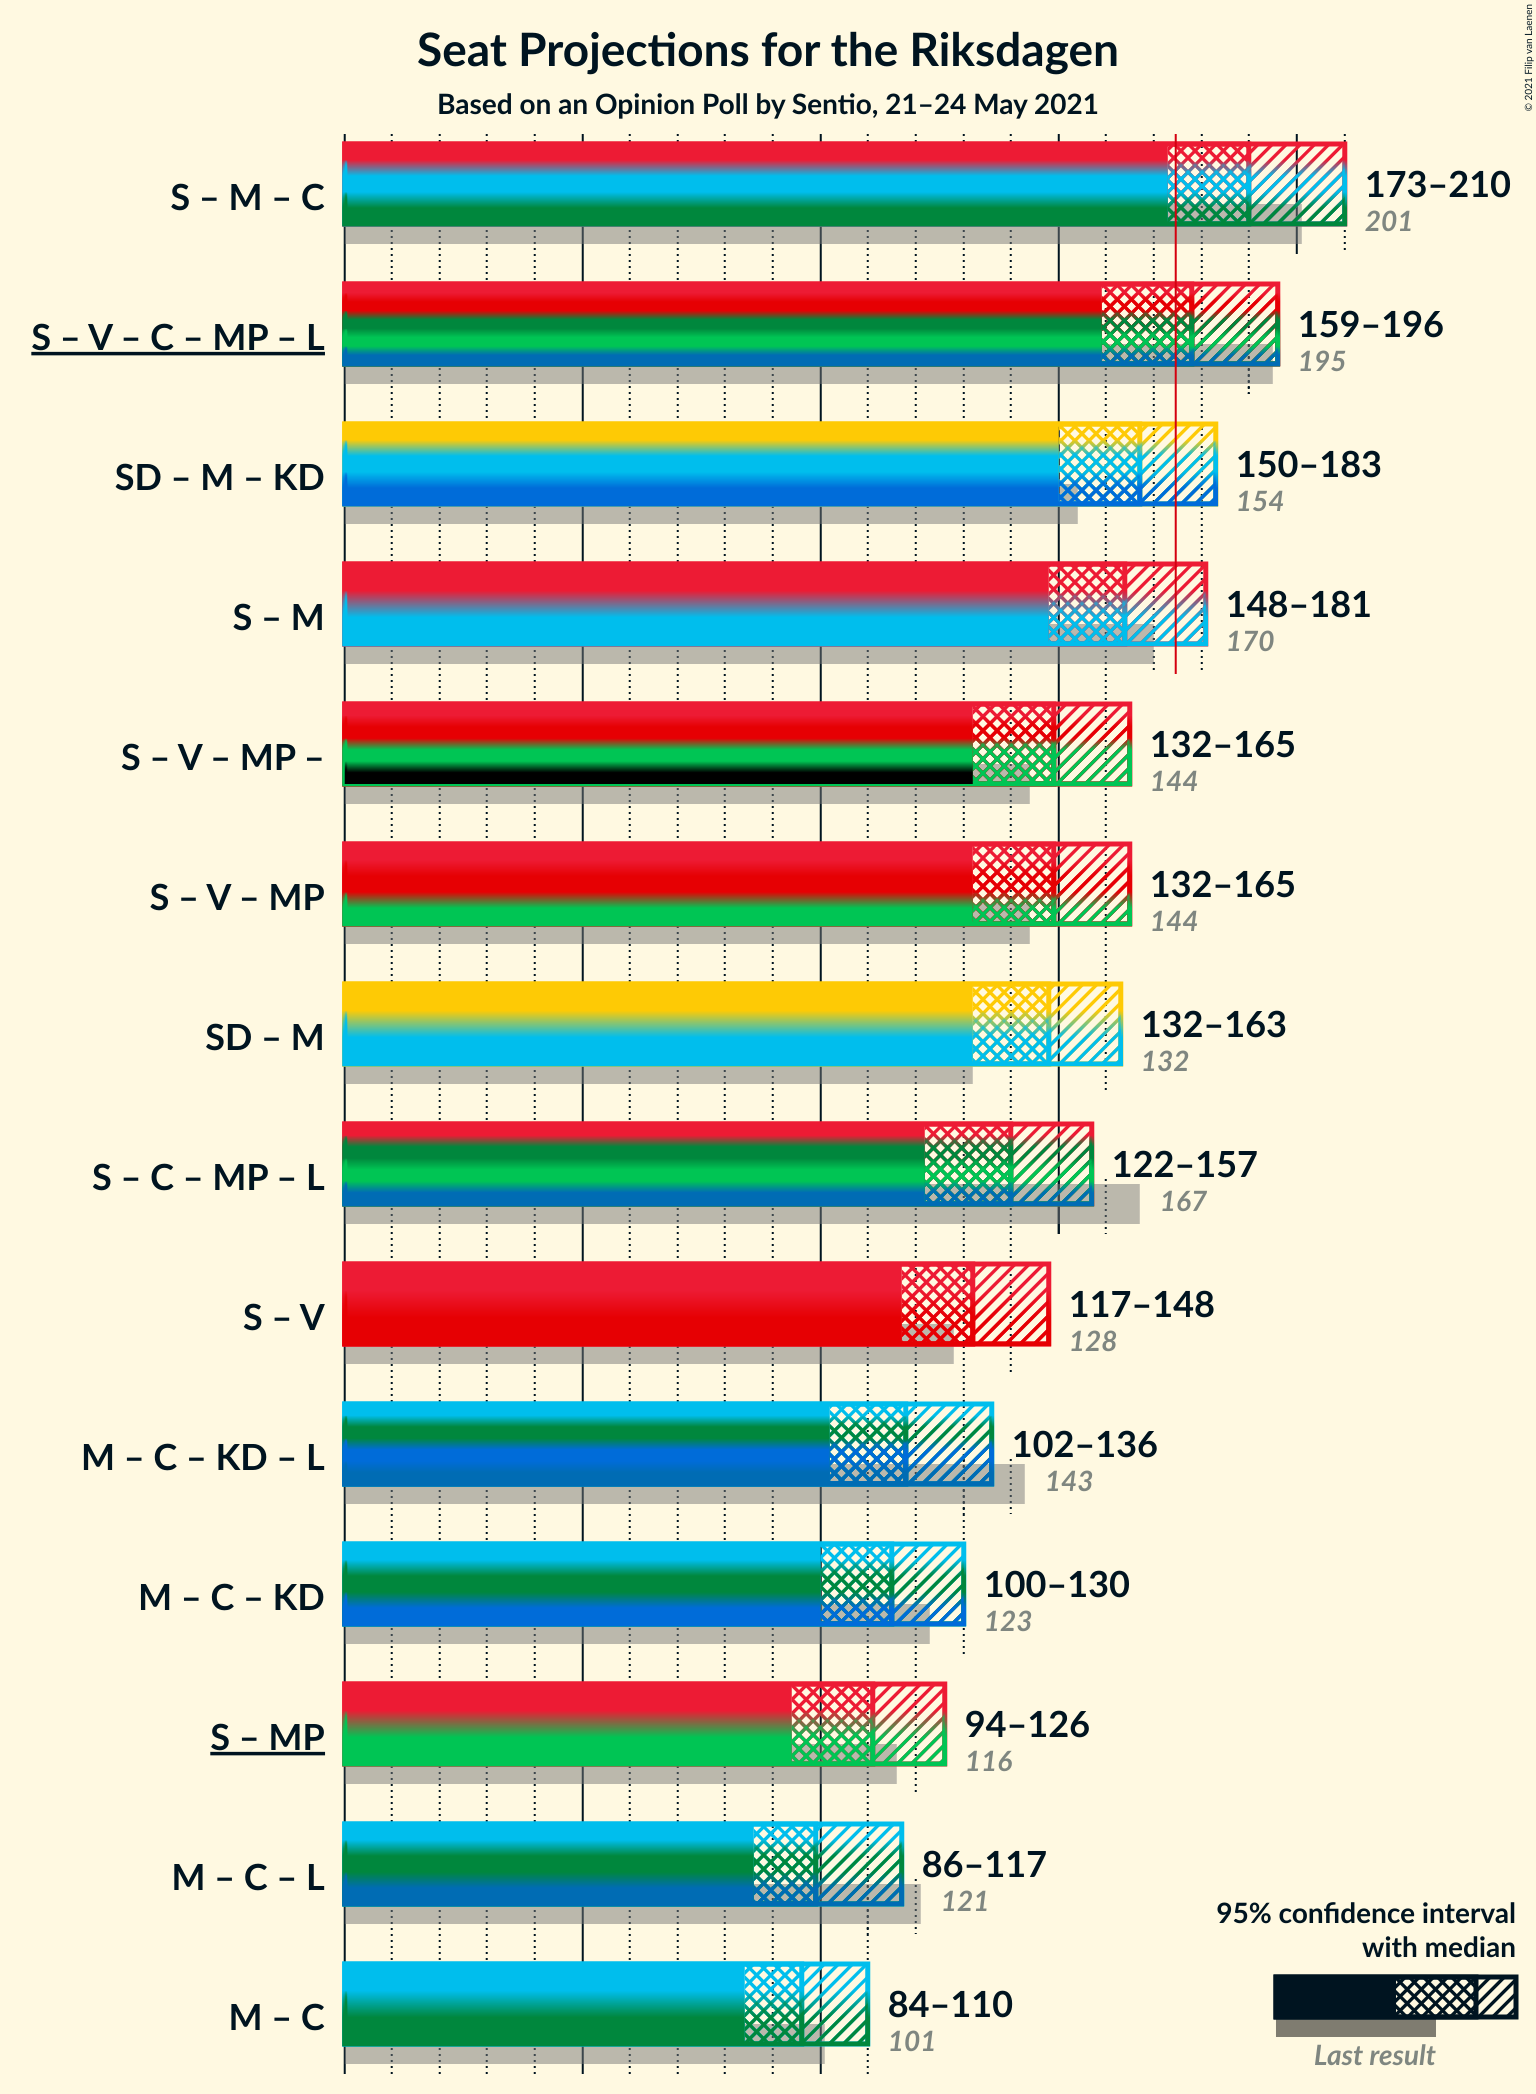 Seat Projections for the Riksdagen
Based on an Opinion Poll by Sentio, 21–24 May 2021
© 2021 Filip van Laenen
S – M – C
173–210
201
S – V – C – MP – L
159–196
195
SD – M – KD
150–183
154
S – M
148–181
170
S – V – MP –
132–165
144
S – V – MP
132–165
144
SD – M
132–163
132
S – C – MP – L
122–157
167
S – V
117–148
128
M – C – KD – L
102–136
143
M – C – KD
100–130
123
S – MP
94–126
116
M – C – L
86–117
121
M – C
84–110
101
95% confidence interval
with median
Last result